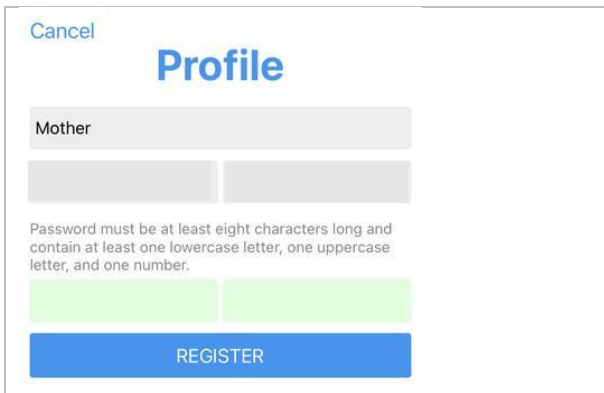 Cancel
Profile
Mother
Password must be at least eight characters long and
contain at least one lowercase letter, one uppercase
letter, and one number.
REGISTER